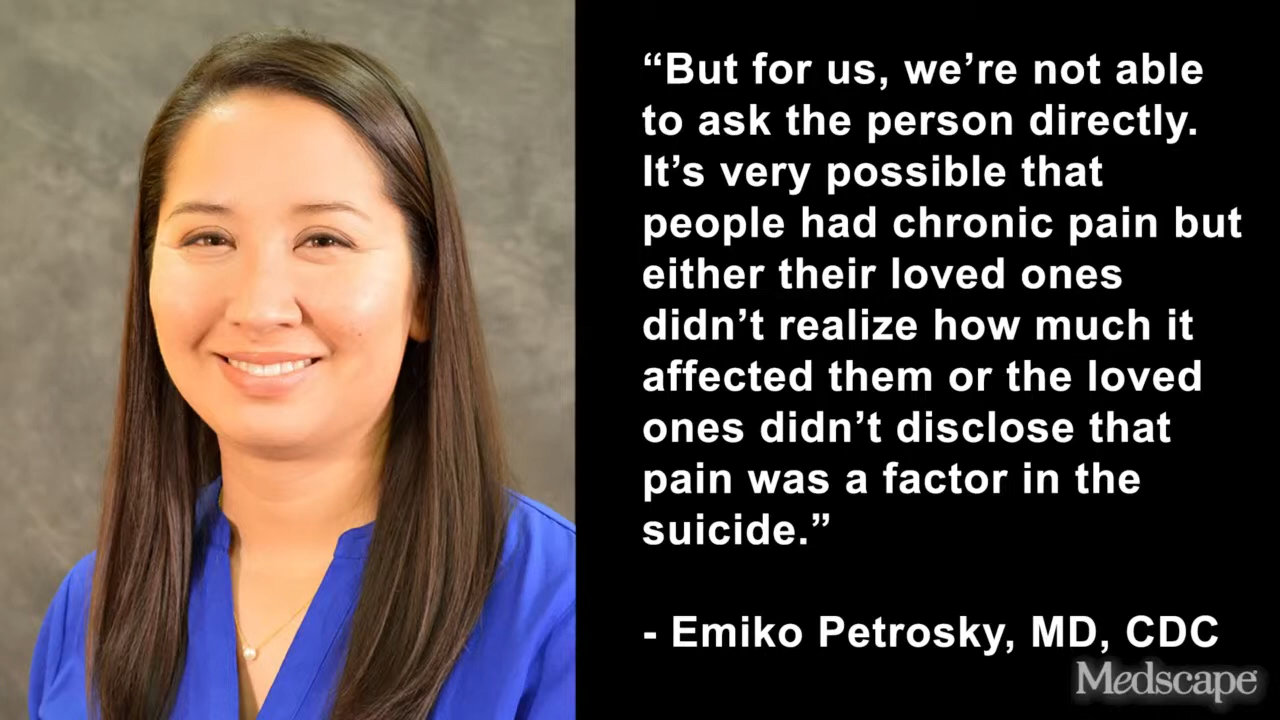 “But for us, we’re not able
to ask the person directly.
It’s very possible that
people had chronic pain but
either their loved ones
didn’t realize how much it
affected them or the loved
ones didn’t disclose that
pain was a factor in the
suicide.”
- Emiko Petrosky, MD, CDC
Medscape